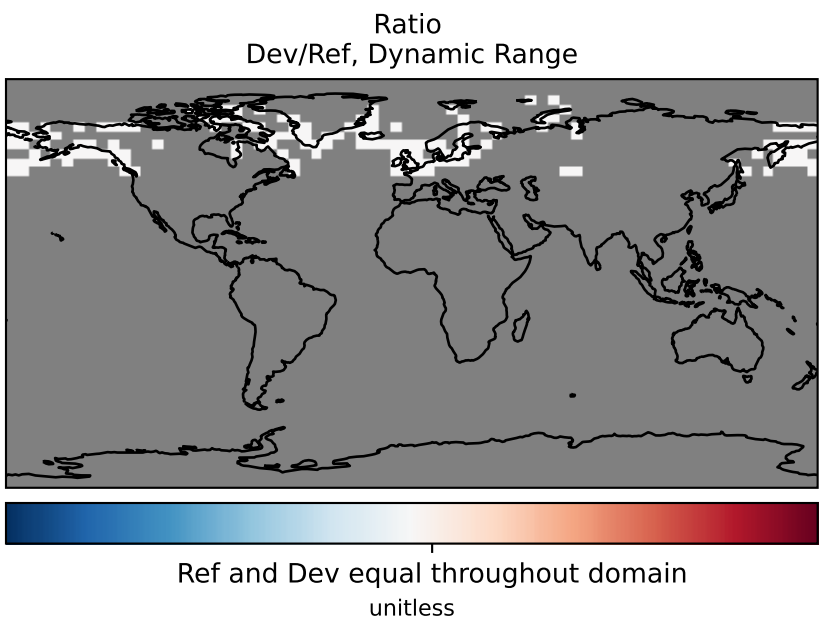 Ratio
Dev/Ref, Dynamic Range
Ref and Dev equal throughout domain
unitless